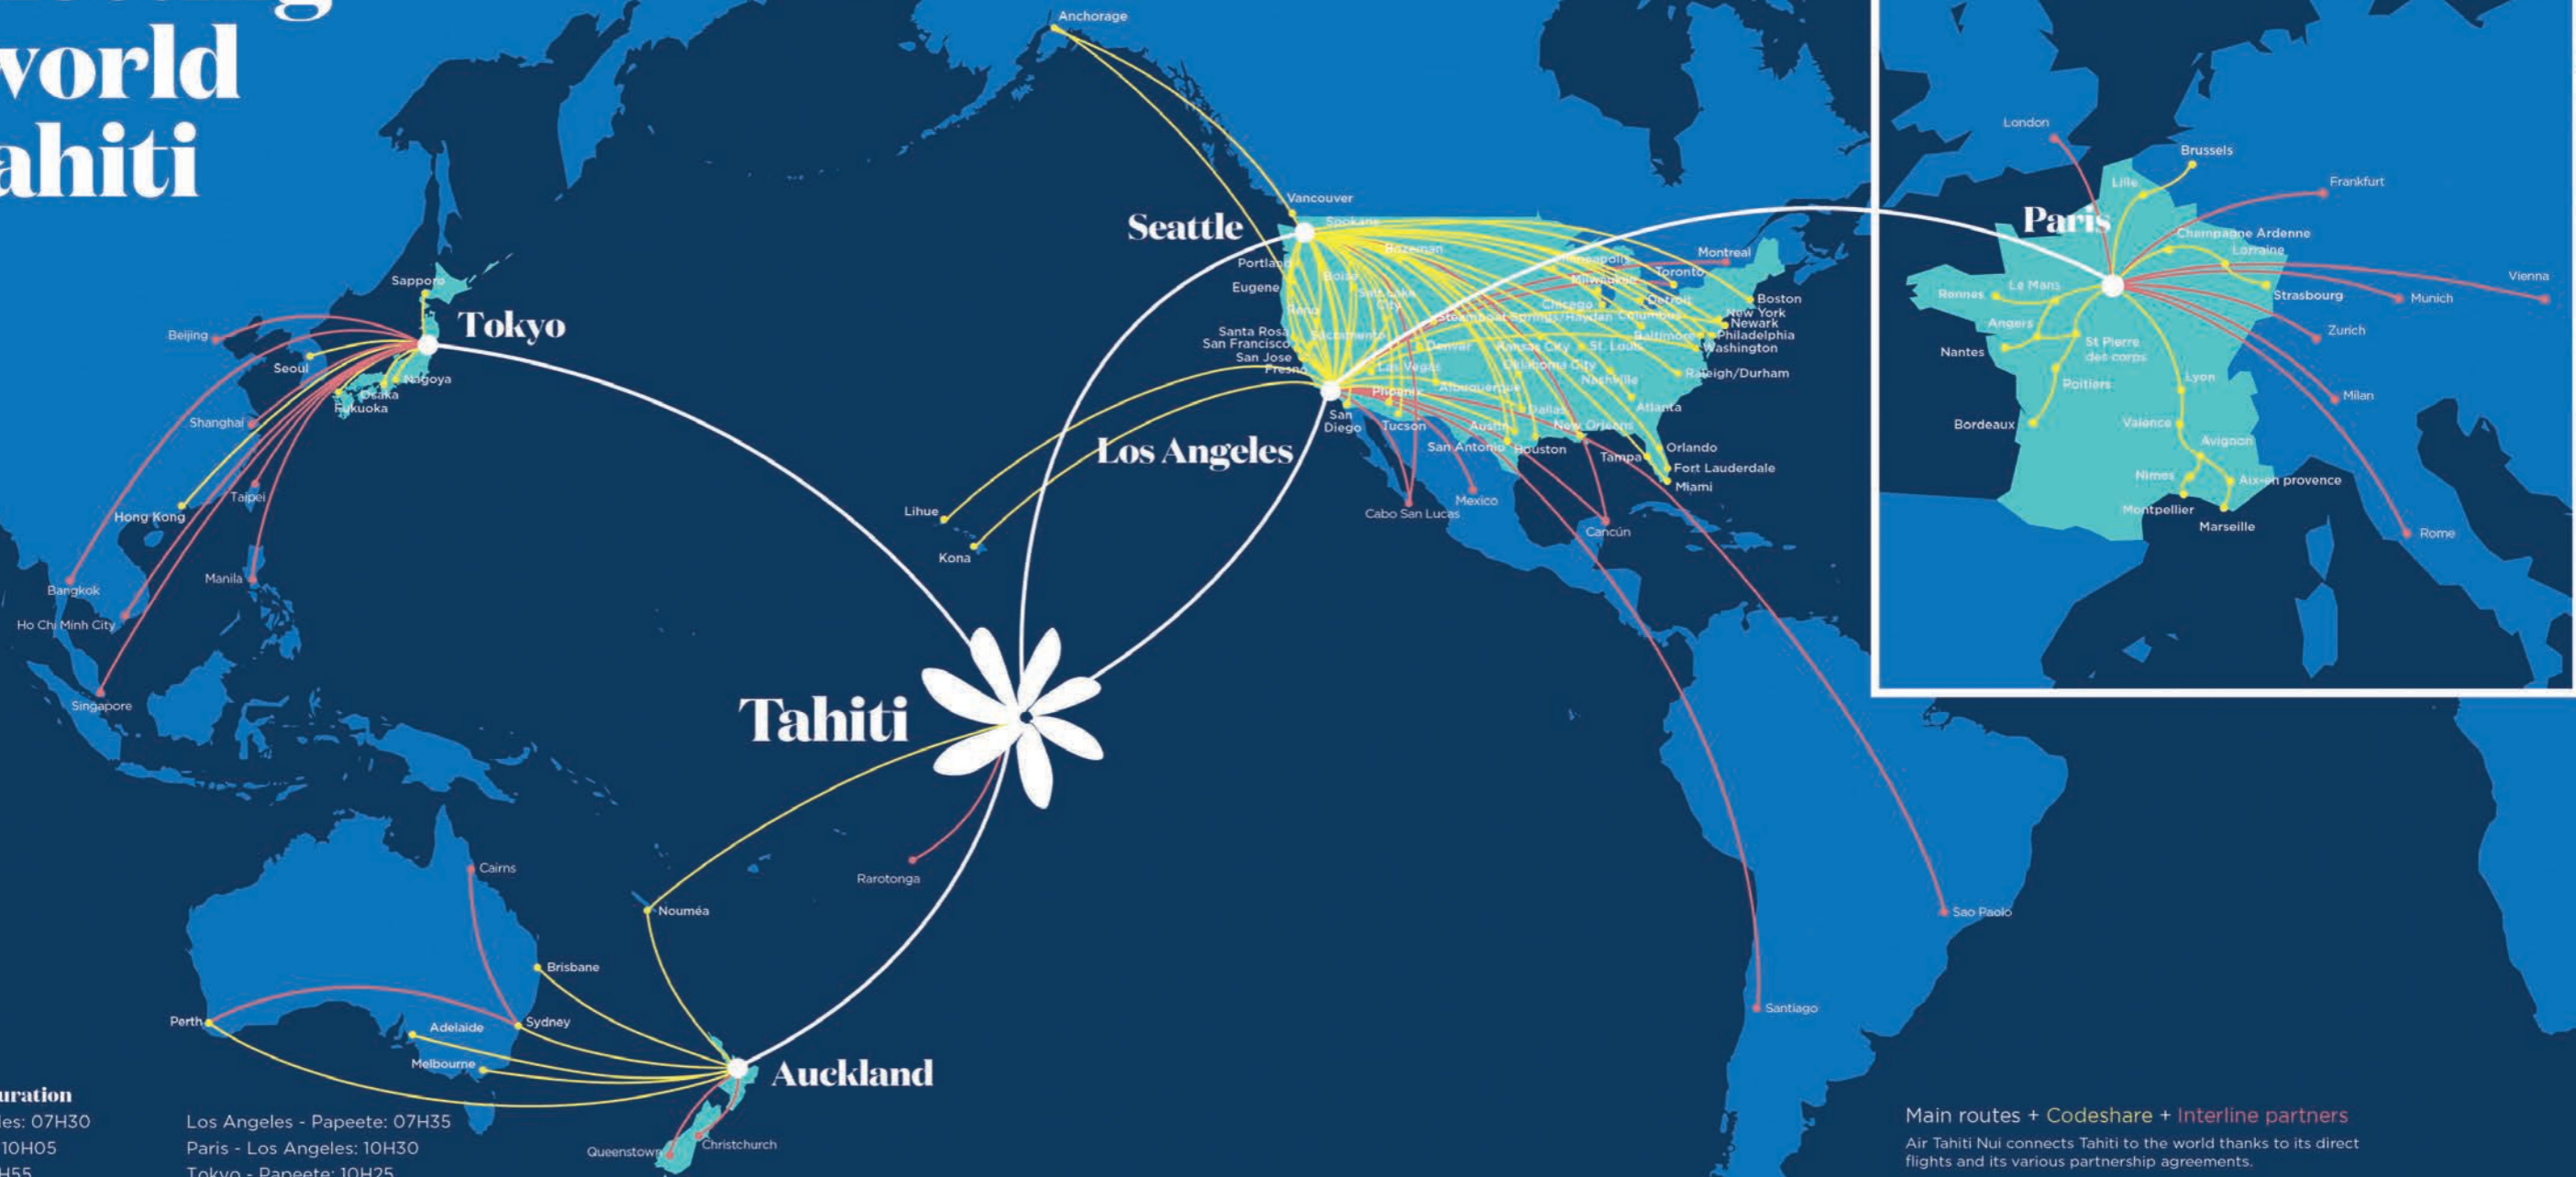 world
Anchorage
Vancouver
Seattle
Spokane
Bozeman
Portland
Eugene
Boise
Salt Lake
City
Reno
Minneapolis
Milwaukee
Montreal
Toronto
Chicago
Detroit
Boston
New York
Newark
Steamboat Springs/Hayden
Columbus
Baltimore
Philadelphia
Washington
Santa Rosa
Sacramento
San Francisco
San Jose
Fresno
Denver
Kansas City
St. Louis
Las Vegas
Oklahoma City
Nashville
Raleigh/Durham
Phoenix
Albuquerque
Atlanta
San
Diego
Tucson
Dallas
Austin
New Orleans
San Antonio
Houston
Orlando
Tampa
Fort Lauderdale
Miami
Los Angeles
Lihue
Kona
Cabo San Lucas
Mexico
Cancún
Sao Paolo
Santiago
Sapporo
Tokyo
Beijing
Seoul
Nagoya
Osaka
Fukuoka
Shanghai
Taipei
Hong Kong
Manila
Bangkok
Ho Chi Minh City
Singapore
Tahiti
Rarotonga
Nouméa
Cairns
Brisbane
Perth
Adelaide
Sydney
Melbourne
Auckland
Queenstown
Christchurch
London
Brussels
Lille
Frankfurt
Paris
Champagne Ardenne
Lorraine
Vienna
Strasbourg
Munich
Rennes
Le Mans
Angers
Zurich
Nantes
St Pierre
des corps
Poitiers
Lyon
Milan
Bordeaux
Valence
Avignon
Nimes
Aix-en provence
Montpellier
Marseille
Rome
07H30
10H05
Los Angeles - Papeete: 07H35
Paris - Los Angeles: 10H30
Tokyo - Papeete: 10H25
Main routes + Codeshare + Interline partners
Air Tahiti Nui connects Tahiti to the world thanks to its direct
flights and its various partnership agreements.